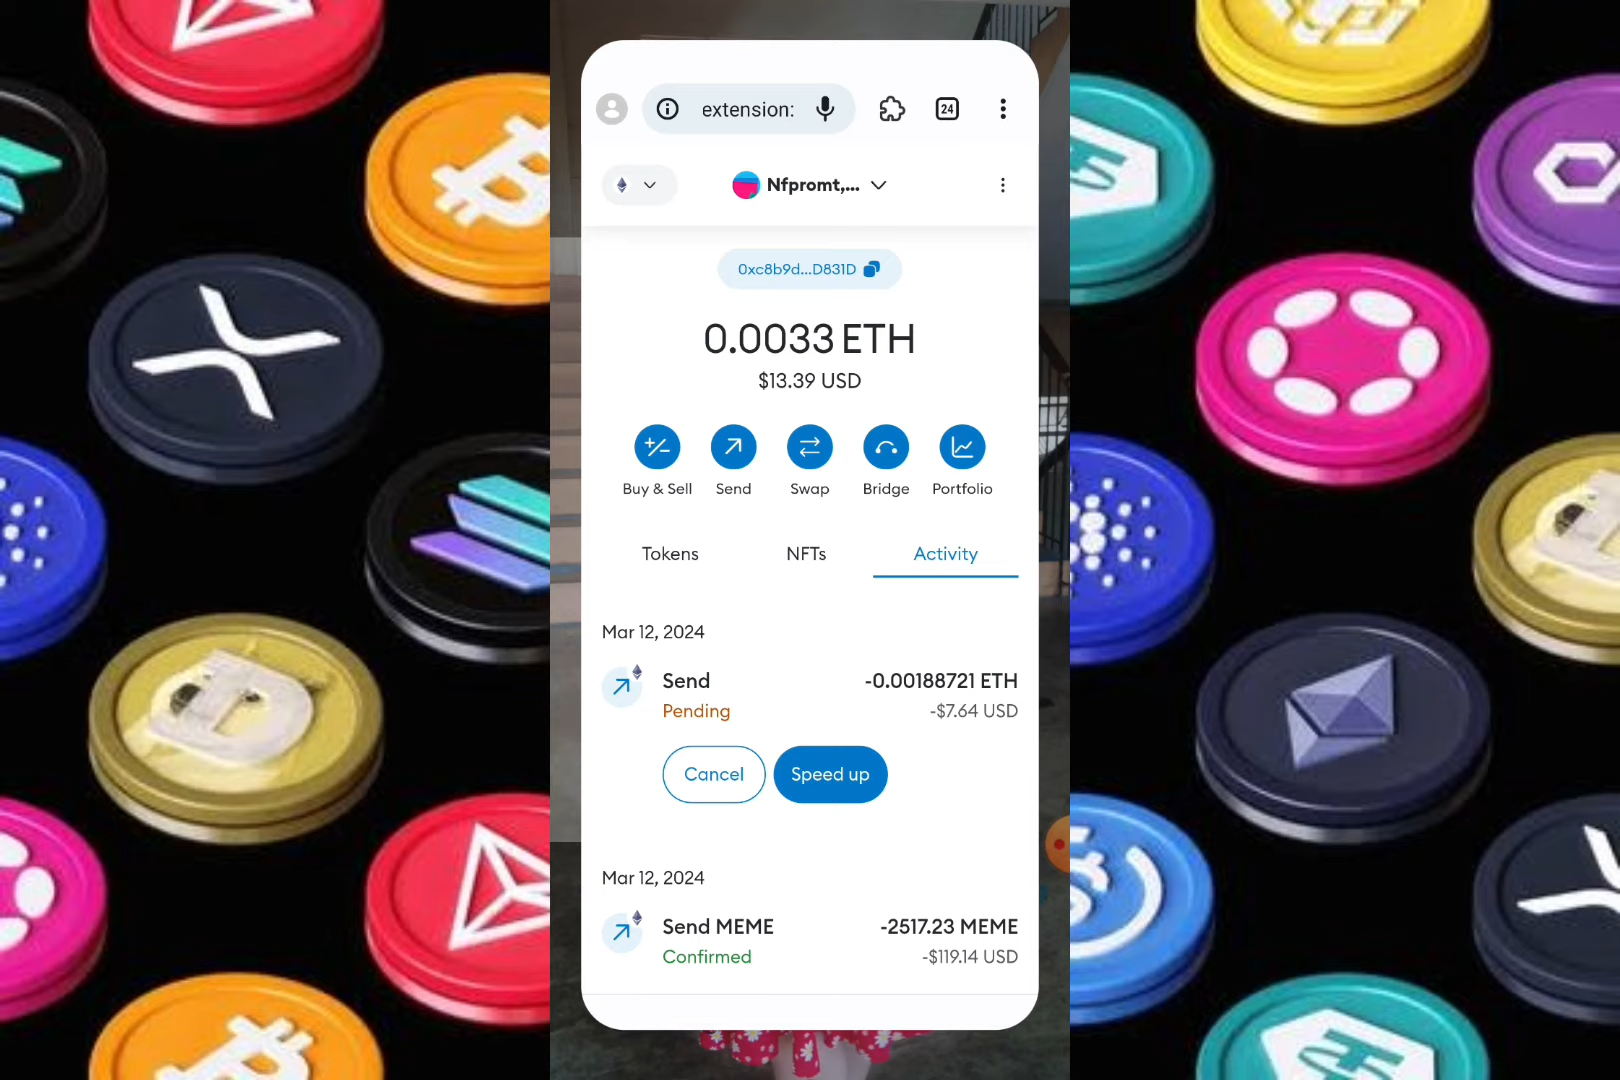 extension:
24
Nfpromt,...
0xc8b9d...D831D
0.0033 ETH
$13.39 USD
Buy & Sell
Send
Swap
Bridge
Portfolio
Tokens
NFTs
Activity
Mar 12, 2024
Send
-0.00188721 ETH
Pending
-$7.64 USD
Cancel
Speed up
Mar 12, 2024
Send MEME
-2517.23 MEME
Confirmed
-$119.14 USD